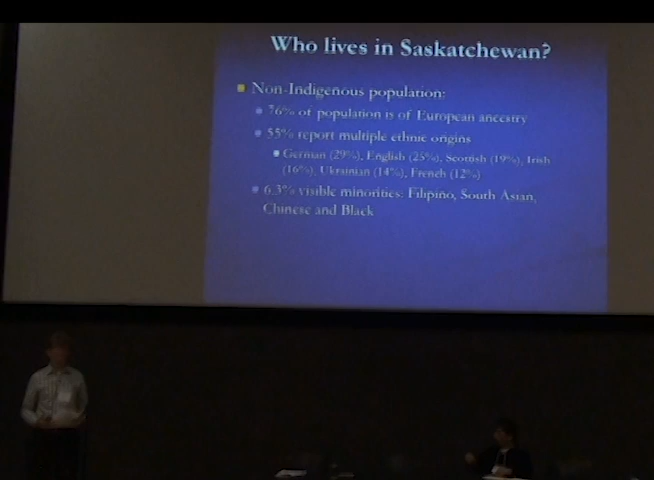 Who lives in Saskatchewan?
Non-Indigenous population:
76% of population is of European ancestry
55% report multiple ethnic origins
German (29%), English (25%), Scottish (19%), Irish
(16%), Ukrainian (14%), French (12%)
6.3% visible minorities: Filipino, South Asian,
Chinese and Black